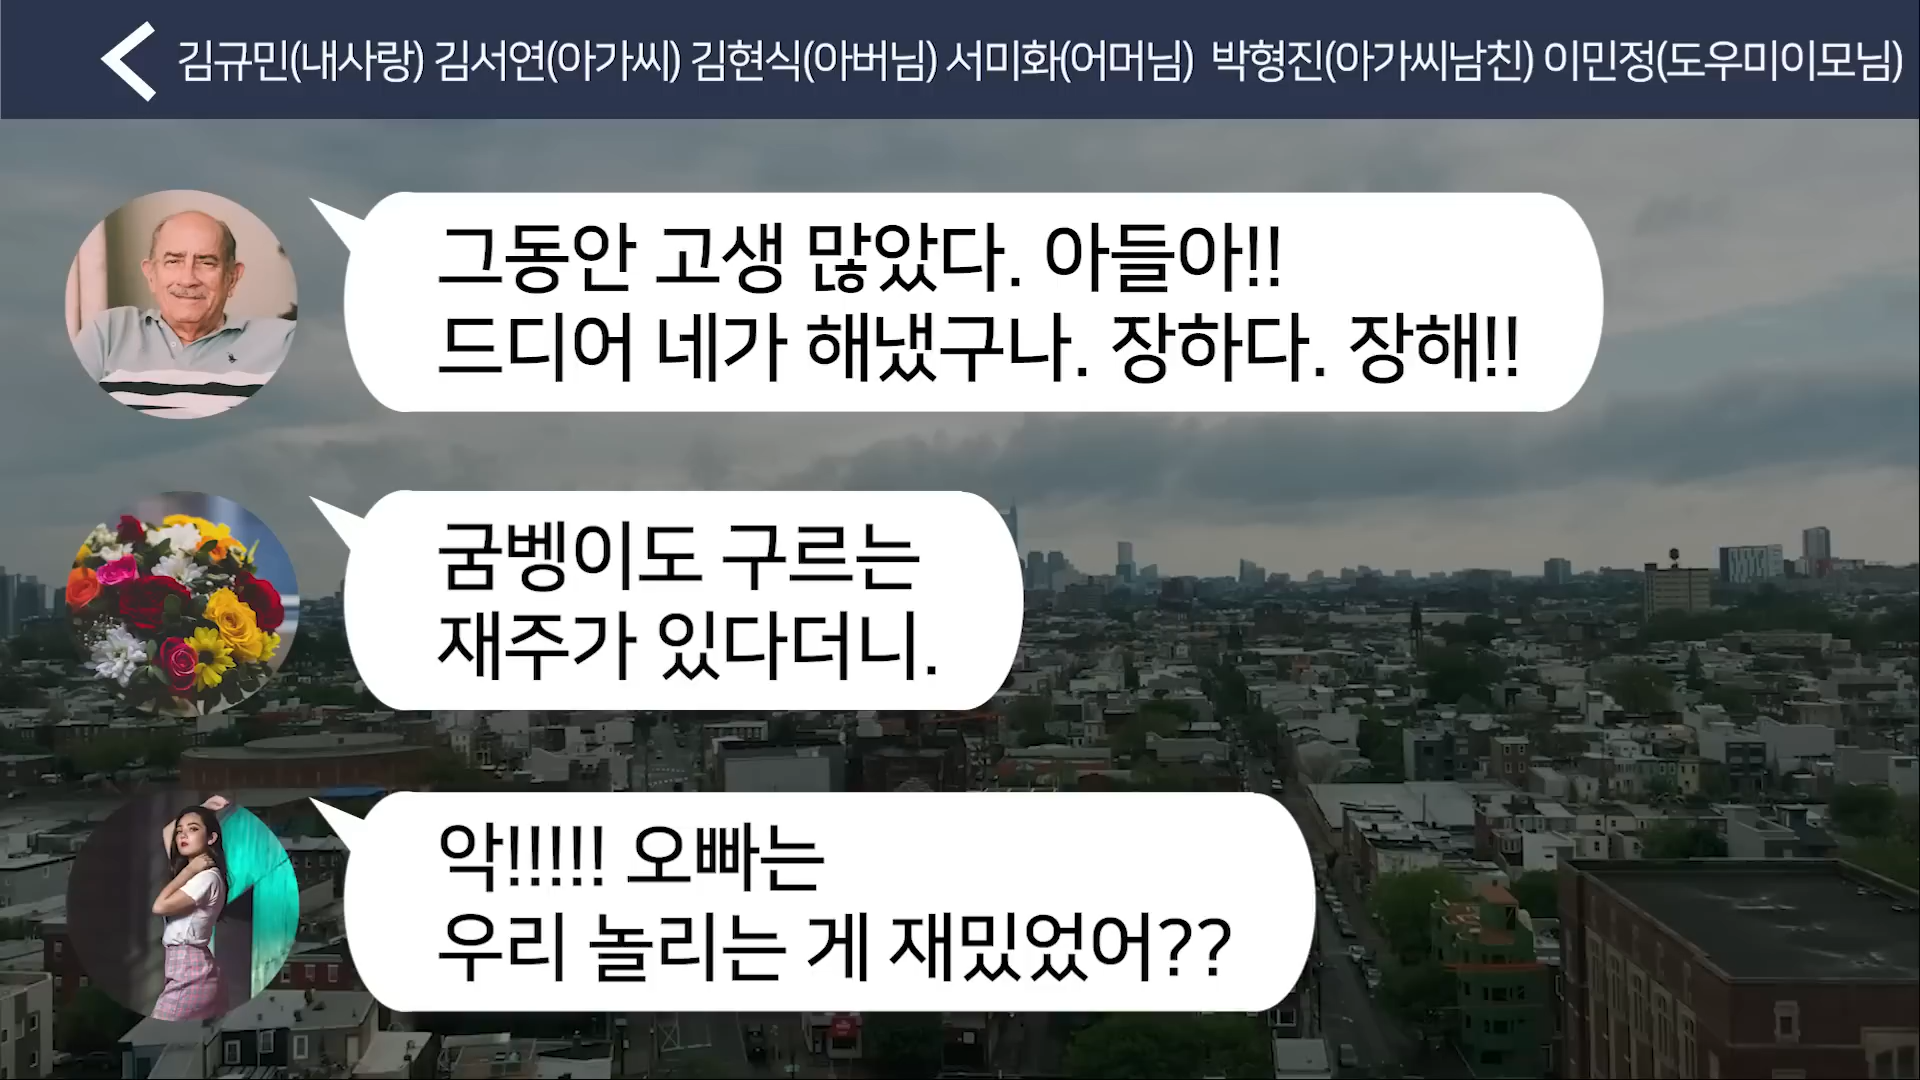 김규민(내사랑) 김서연(아가씨) 김현식(아버님) 서미화(어머님) 박형진(아가씨남친) 이민정(도우미이모님)
그동안 고생 많았다. 아들아!!
드디어 네가 해냈구나. 장하다. 장해!!
굼벵이도 구르는
재주가 있다더니.
악!!!!! 오빠는
우리 놀리는 게 재밌었어??